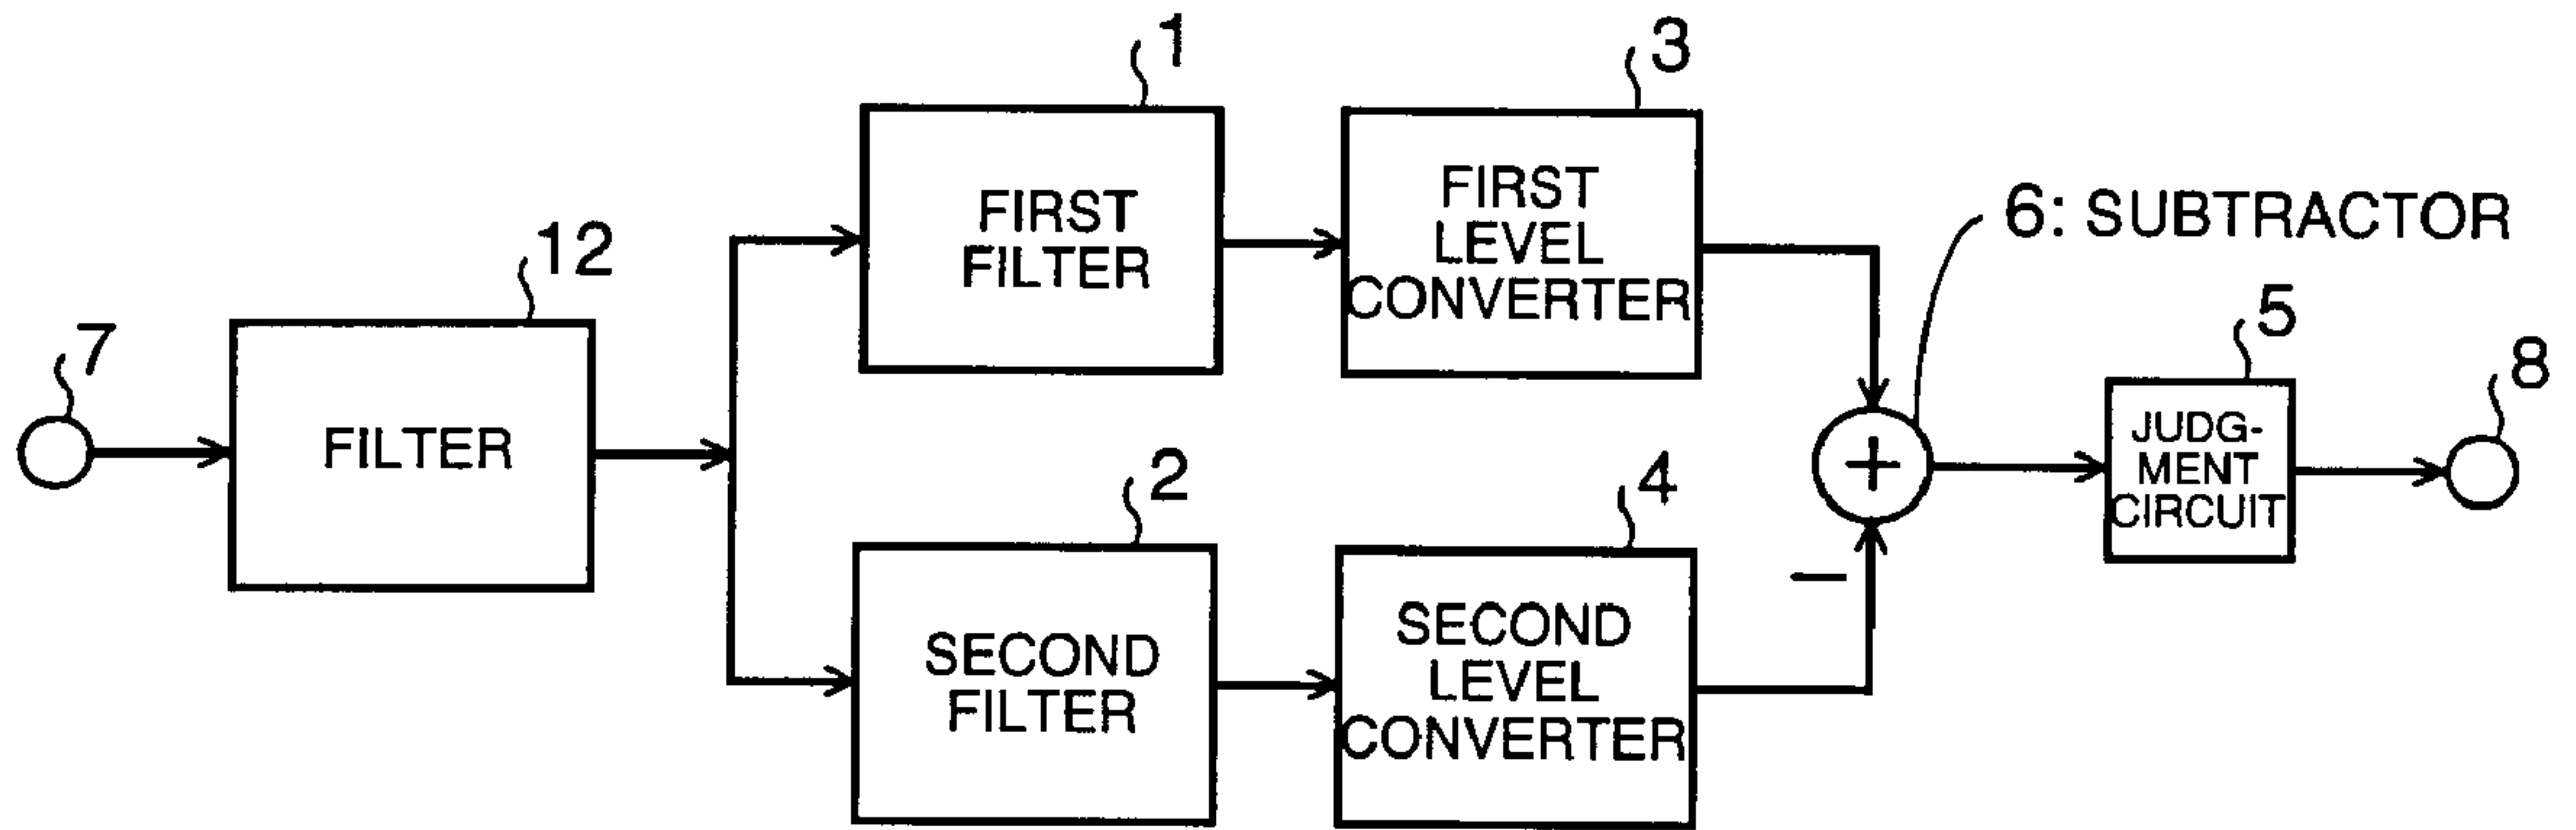 7
12
FILTER
1
FIRST
FILTER
3
FIRST
LEVEL
CONVERTER
2
SECOND
FILTER
4
SECOND
LEVEL
CONVERTER
6: SUBTRACTOR
+
−
5
JUDG-
MENT
CIRCUIT
8